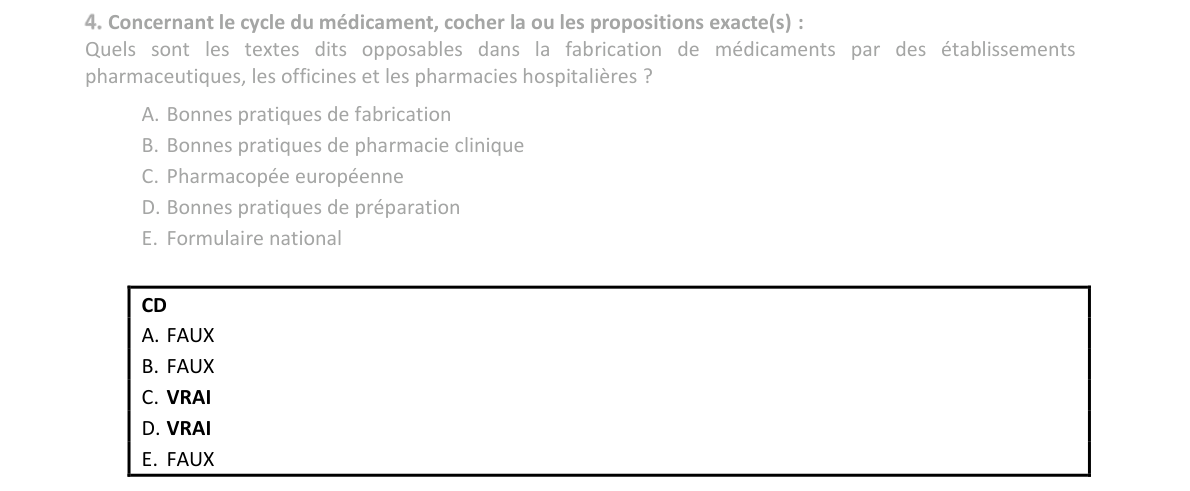 4. Concernant le cycle du médicament, cocher la ou les propositions exacte(s) :
Quels sont les textes dits opposables dans la fabrication de médicaments par des établissements
pharmaceutiques, les officines et les pharmacies hospitalières ?
A. Bonnes pratiques de fabrication
B. Bonnes pratiques de pharmacie clinique
C. Pharmacopée européenne
D. Bonnes pratiques de préparation
E. Formulaire national
CD
A. FAUX
B. FAUX
C. VRAI
D. VRAI
E. FAUX